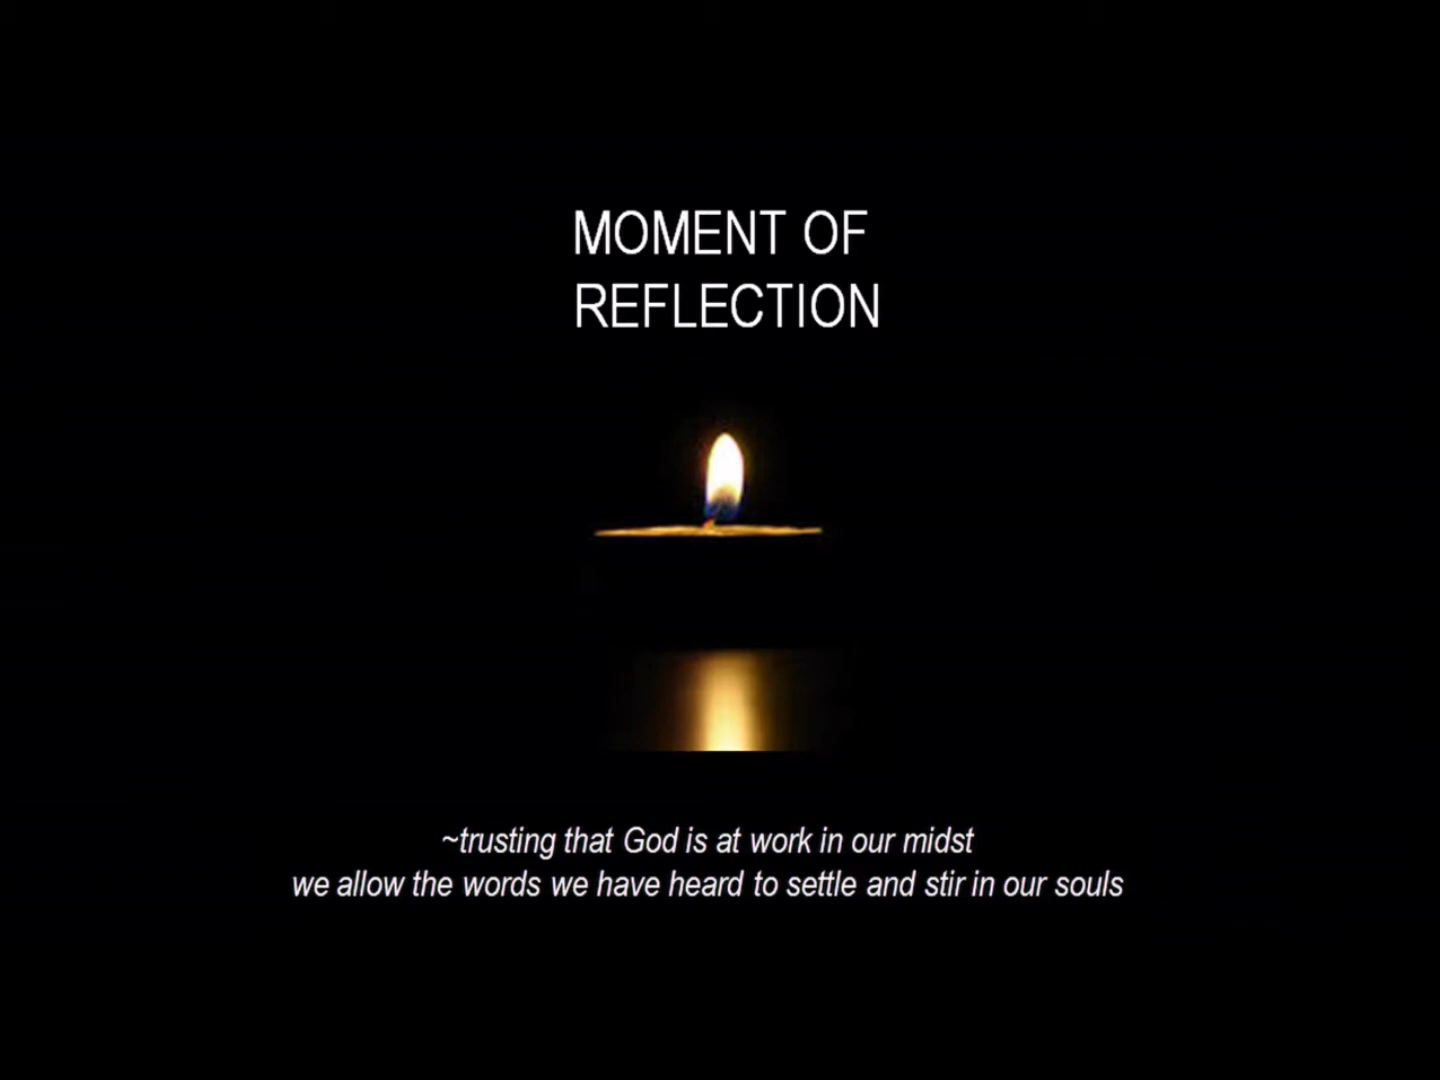 MOMENT OF
REFLECTION
~trusting that God is at work in our midst
we allow the words we have heard to settle and stir in our souls